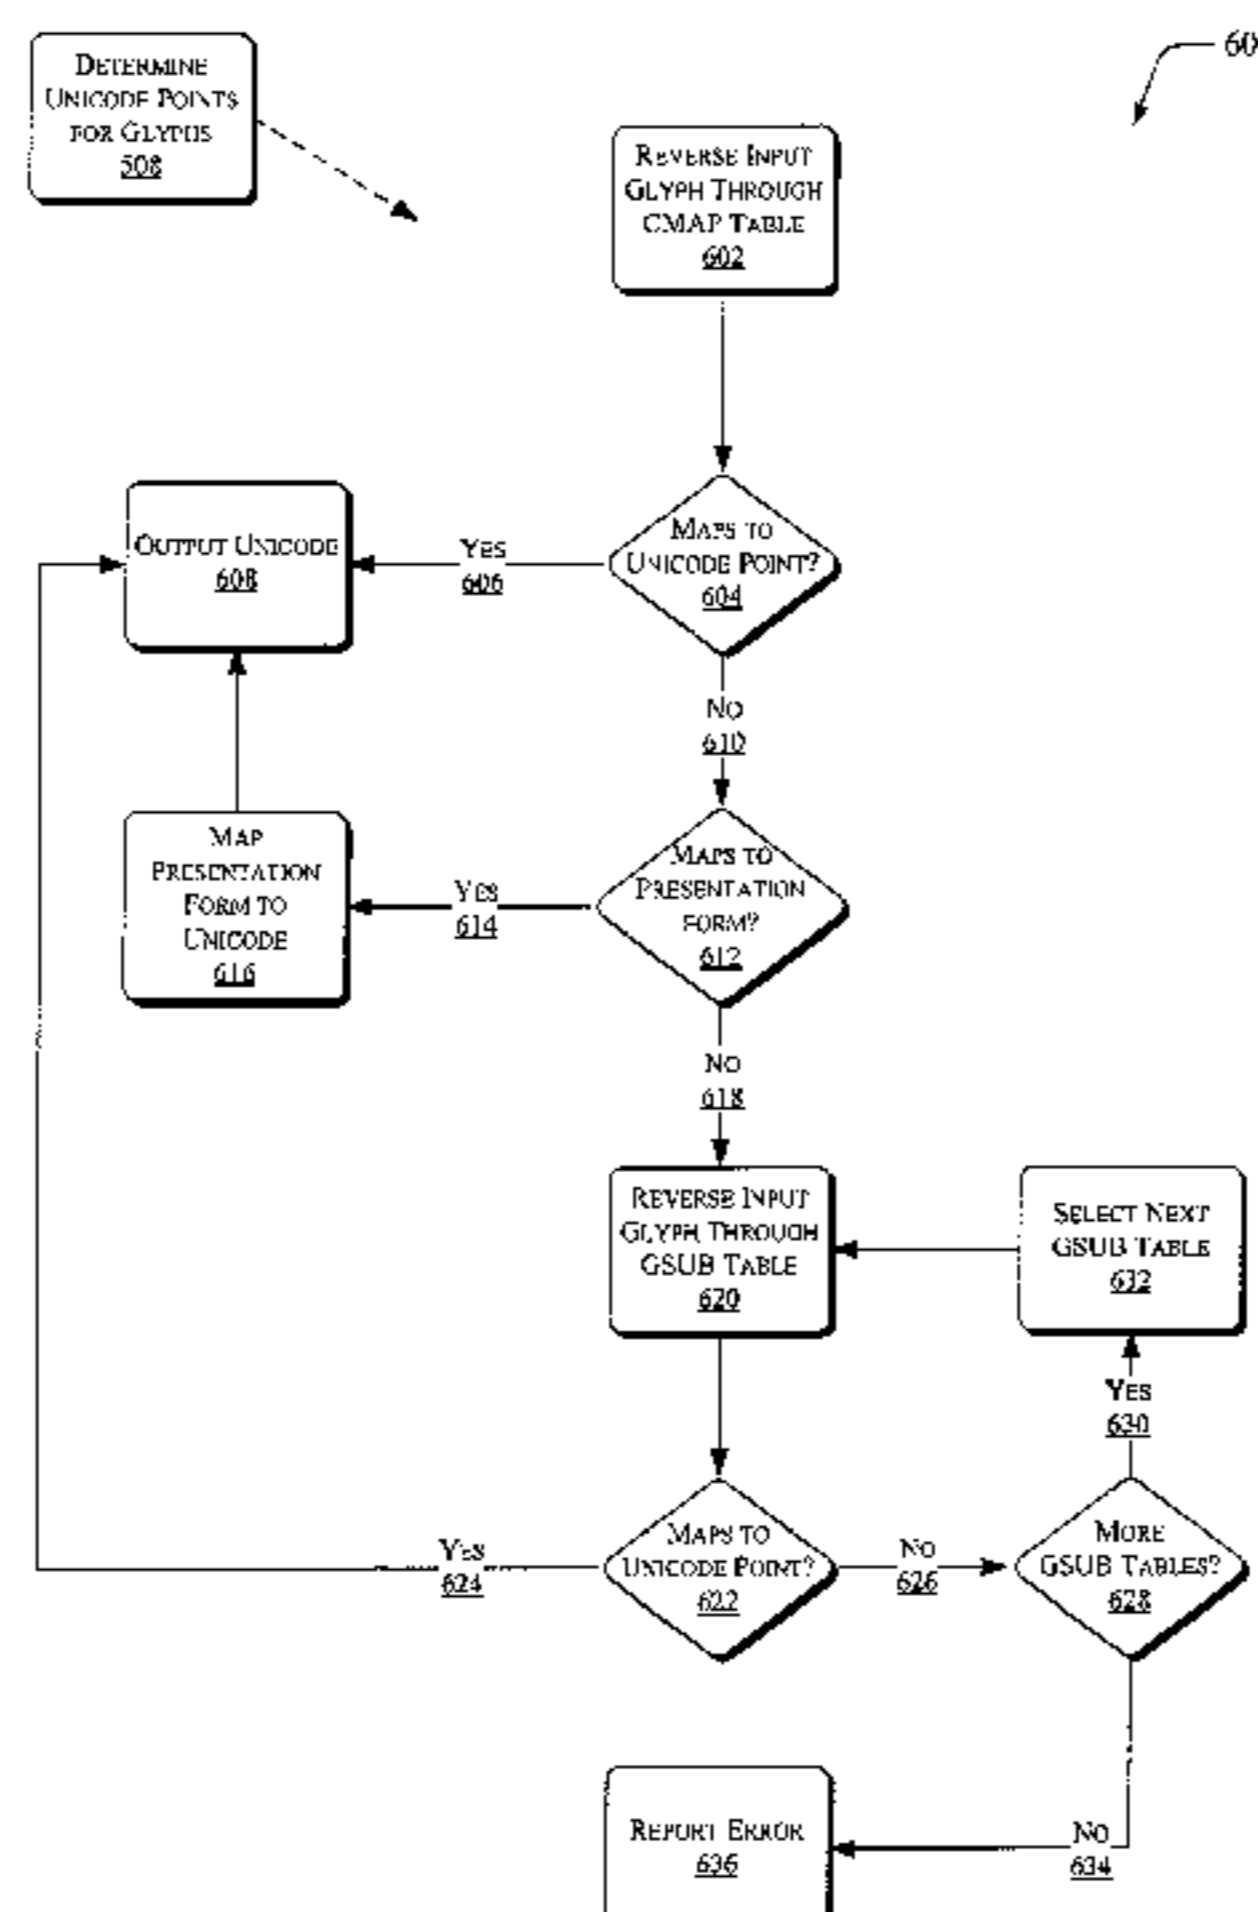 DETERMINE
UNICODE POINTS
FOR GLYPHS
508
REVERSE INPUT
GLYPH THROUGH
CMAP TABLE
602
MAPS TO
UNICODE POINT?
604
YES
606
OUTPUT UNICODE
608
NO
610
MAPS TO
PRESENTATION
FORM?
612
YES
614
MAP
PRESENTATION
FORM TO
UNICODE
616
NO
618
REVERSE INPUT
GLYPH THROUGH
GSUB TABLE
620
SELECT NEXT
GSUB TABLE
632
YES
630
MAPS TO
UNICODE POINT?
622
YES
624
NO
626
MORE
GSUB TABLES?
628
NO
634
REPORT ERROR
636